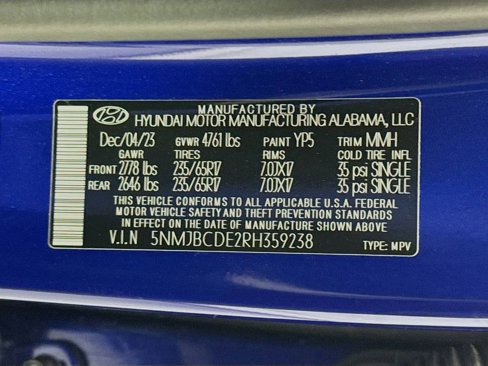 MANUFACTURED BY
HYUNDAI MOTOR MANUFACTURING ALABAMA, LLC
Dec/04/23 GVWR 4761 lbs PAINT YP5 TRIM MMH
GAWR TIRES RIMS COLD TIRE INFL
FRONT 2778 lbs 235/65R17 7.0JX17 35 psi SINGLE
REAR 2646 lbs 235/65R17 7.0JX17 35 psi SINGLE
THIS VEHICLE CONFORMS TO ALL APPLICABLE U.S.A. FEDERAL
MOTOR VEHICLE SAFETY AND THEFT PREVENTION STANDARDS
IN EFFECT ON THE DATE OF MANUFACTURE SHOWN ABOVE.
V.I.N 5NMJBCDE2RH359238 TYPE: MPV